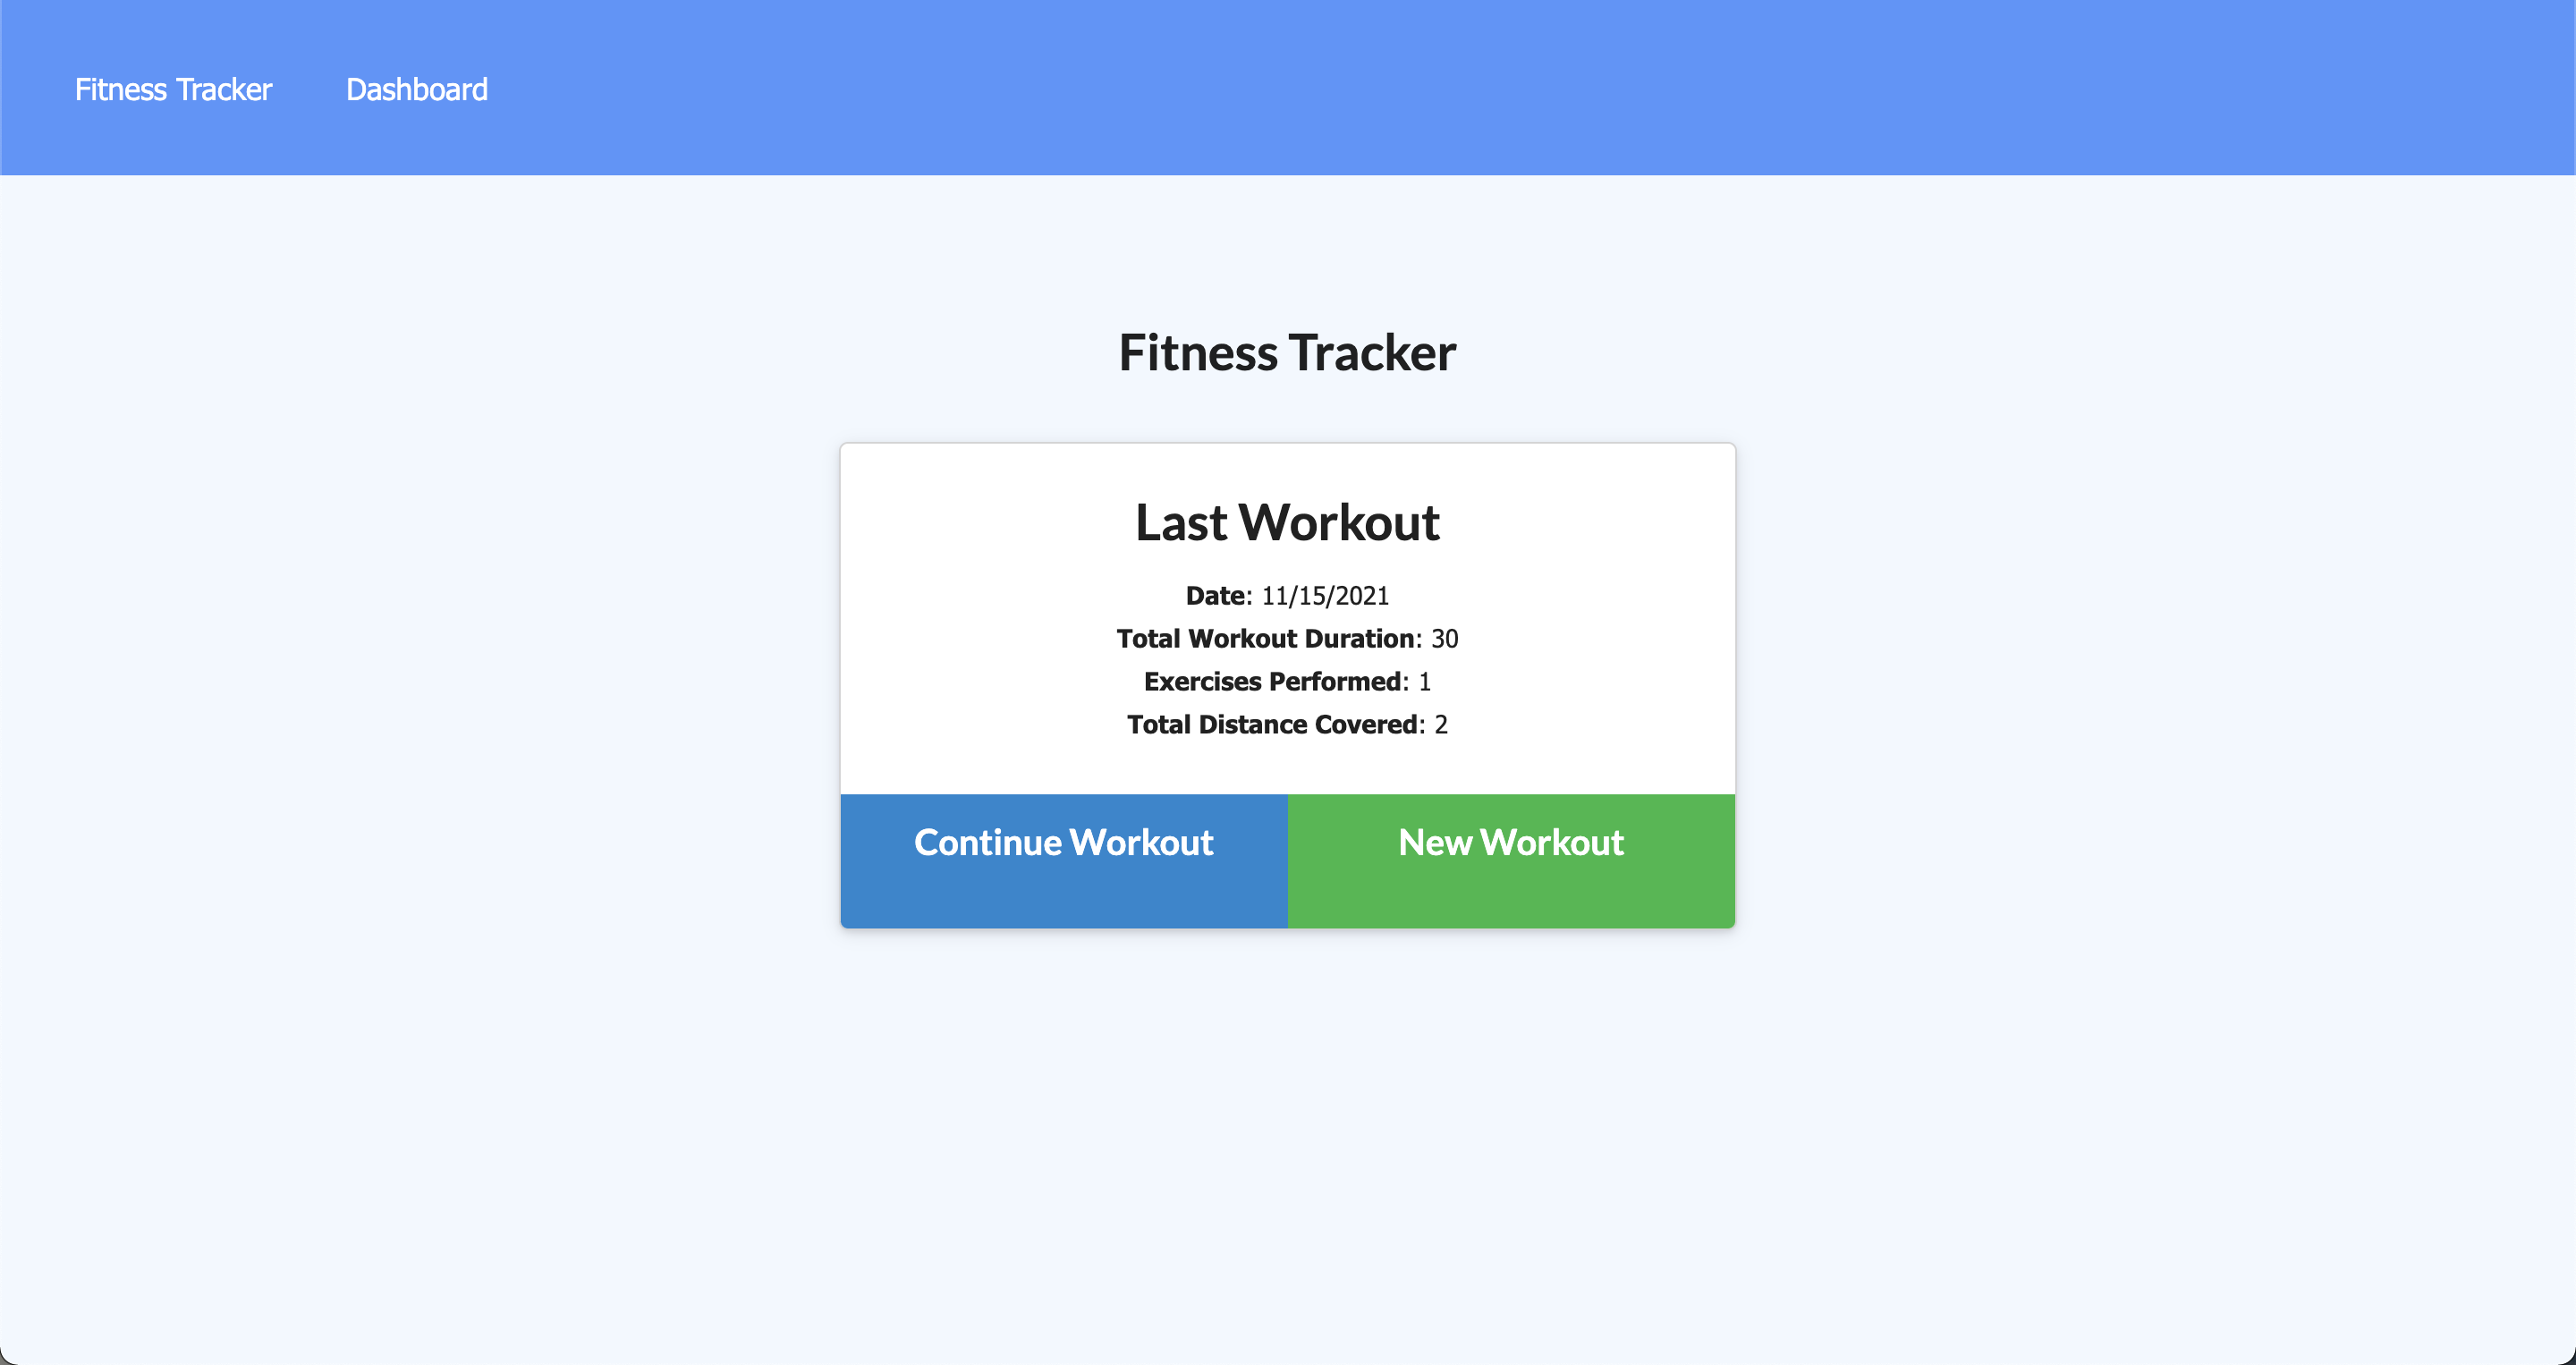 Fitness Tracker Dashboard
Fitness Tracker
Last Workout
Date: 11/15/2021
Total Workout Duration: 30
Exercises Performed: 1
Total Distance Covered: 2
Continue Workout New Workout